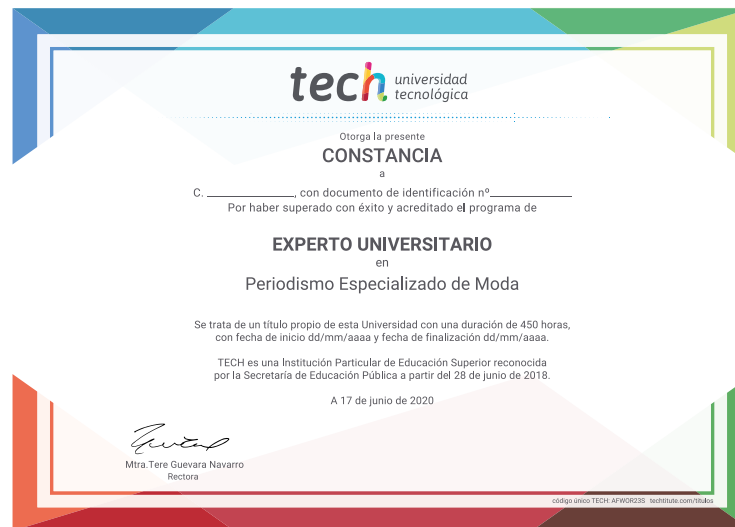 tech universidad
tecnológica
Otorga la presente
CONSTANCIA
a
C. ________________, con documento de identificación nº______________
Por haber superado con éxito y acreditado el programa de
EXPERTO UNIVERSITARIO
en
Periodismo Especializado de Moda
Se trata de un título propio de esta Universidad con una duración de 450 horas,
con fecha de inicio dd/mm/aaaa y fecha de finalización dd/mm/aaaa.
TECH es una Institución Particular de Educación Superior reconocida
por la Secretaría de Educación Pública a partir del 28 de junio de 2018.
A 17 de junio de 2020
Mtra.Tere Guevara Navarro
Rectora
código único TECH: AFWOR23S techtitute.com/titulos